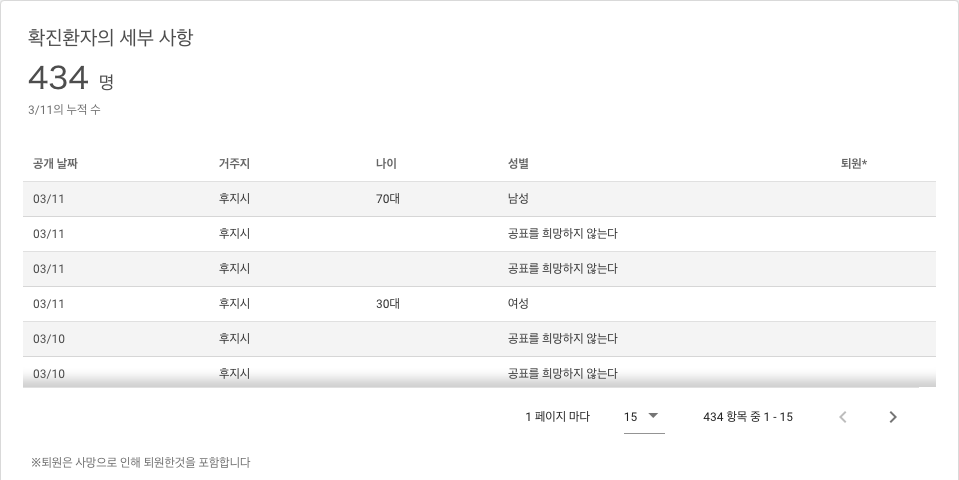 확진환자의 세부 사항
434 명
3/11의 누적 수
공개 날짜 거주지 나이 성별 퇴원*
03/11 후지시 70대 남성
03/11 후지시 공표를 희망하지 않는다
03/11 후지시 공표를 희망하지 않는다
03/11 후지시 30대 여성
03/10 후지시 공표를 희망하지 않는다
03/10 후지시 공표를 희망하지 않는다
1 페이지 마다 15 434 항목 중 1 - 15
※퇴원은 사망으로 인해 퇴원한것을 포함합니다